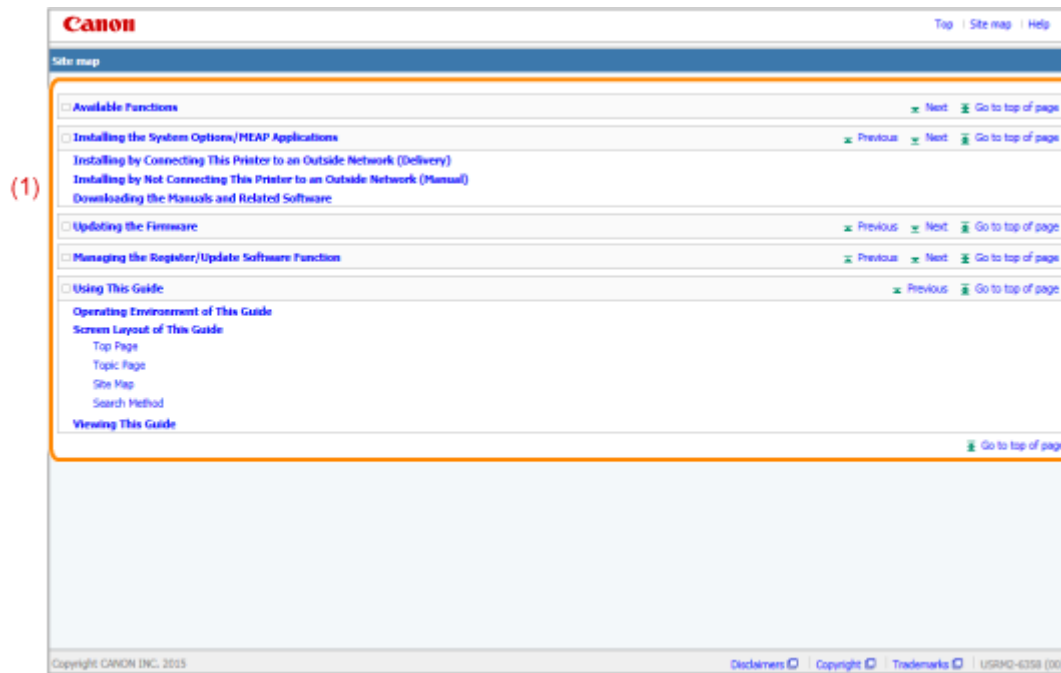 Canon
Top Site map Help
Site map
(1)
Available Functions Next Go to top of page
Installing the System Options/MEAP Applications Previous Next Go to top of page
Installing by Connecting This Printer to an Outside Network (Delivery)
Installing by Not Connecting This Printer to an Outside Network (Manual)
Downloading the Manuals and Related Software
Updating the Firmware Previous Next Go to top of page
Managing the Register/Update Software Function Previous Next Go to top of page
Using This Guide Previous Go to top of page
Operating Environment of This Guide
Screen Layout of This Guide
Top Page
Topic Page
Site Map
Search Method
Viewing This Guide
Go to top of page
Copyright CANON INC. 2015 Disclaimers Copyright Trademarks USRM2-6358 (00